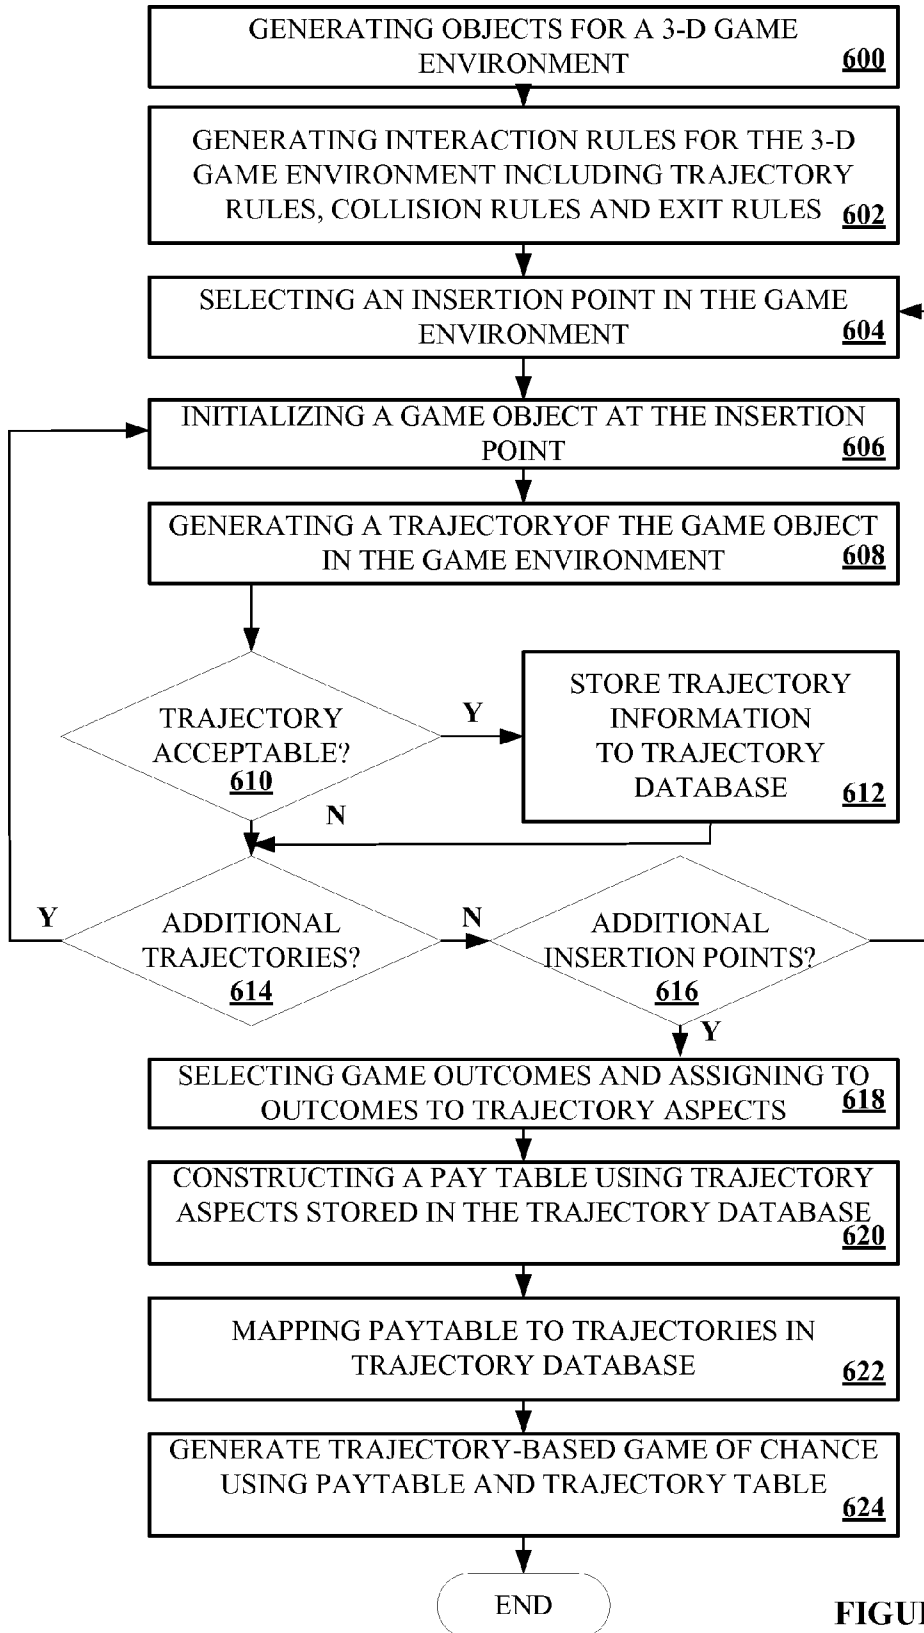 GENERATING OBJECTS FOR A 3-D GAME
ENVIRONMENT
600
GENERATING INTERACTION RULES FOR THE 3-D
GAME ENVIRONMENT INCLUDING TRAJECTORY
RULES, COLLISION RULES AND EXIT RULES
602
SELECTING AN INSERTION POINT IN THE GAME
ENVIRONMENT
604
INITIALIZING A GAME OBJECT AT THE INSERTION
POINT
606
GENERATING A TRAJECTORYOF THE GAME OBJECT
IN THE GAME ENVIRONMENT
608
TRAJECTORY
ACCEPTABLE?
610
Y
STORE TRAJECTORY
INFORMATION
TO TRAJECTORY
DATABASE
612
N
Y
ADDITIONAL
TRAJECTORIES?
614
N
ADDITIONAL
INSERTION POINTS?
616
Y
SELECTING GAME OUTCOMES AND ASSIGNING TO
OUTCOMES TO TRAJECTORY ASPECTS
618
CONSTRUCTING A PAY TABLE USING TRAJECTORY
ASPECTS STORED IN THE TRAJECTORY DATABASE
620
MAPPING PAYTABLE TO TRAJECTORIES IN
TRAJECTORY DATABASE
622
GENERATE TRAJECTORY-BASED GAME OF CHANCE
USING PAYTABLE AND TRAJECTORY TABLE
624
END